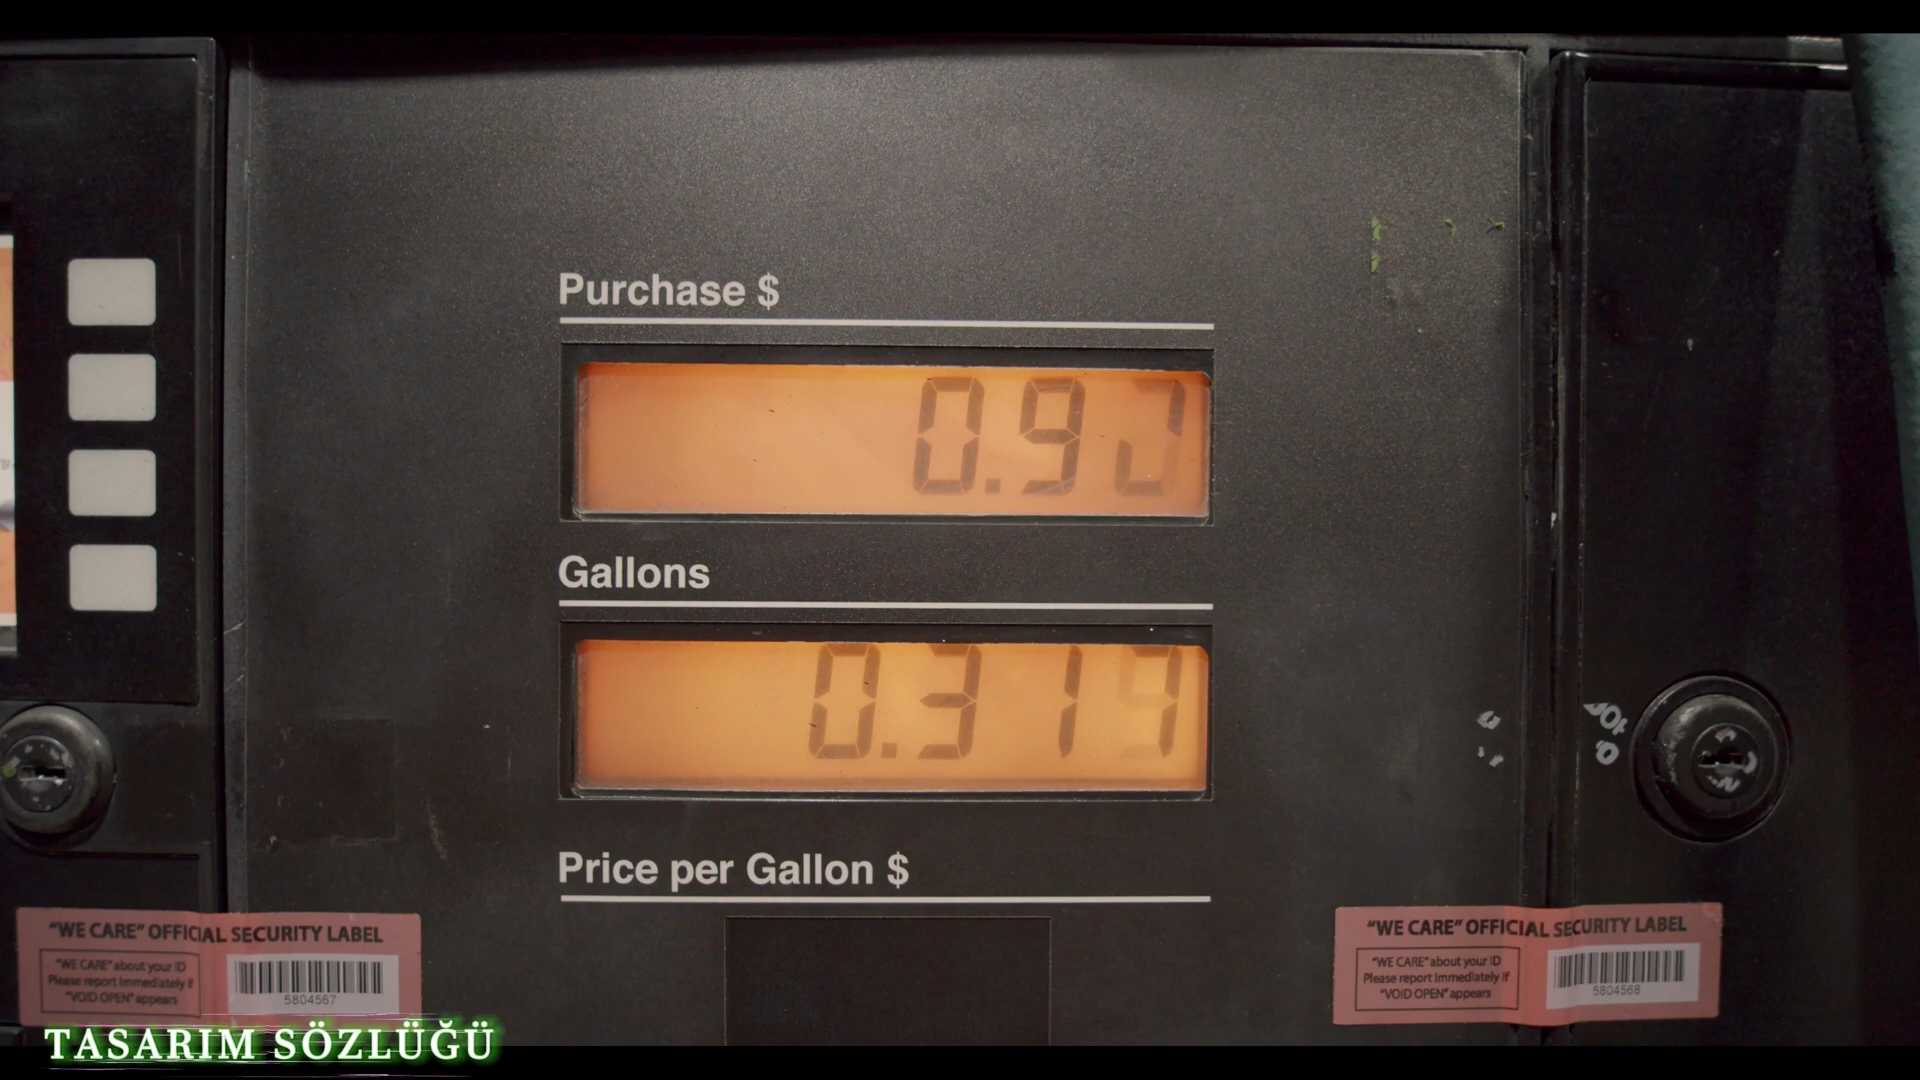 Purchase $
0.9
Gallons
0.31
Price per Gallon $
"WE CARE" OFFICIAL SECURITY LABEL
"WE CARE" about your ID
Please report immediately if
"VOID OPEN" appears
5804567
"WE CARE" OFFICIAL SECURITY LABEL
"WE CARE" about your ID
Please report immediately if
"VOID OPEN" appears
5804568
TASARIM SÖZLÜĞÜ